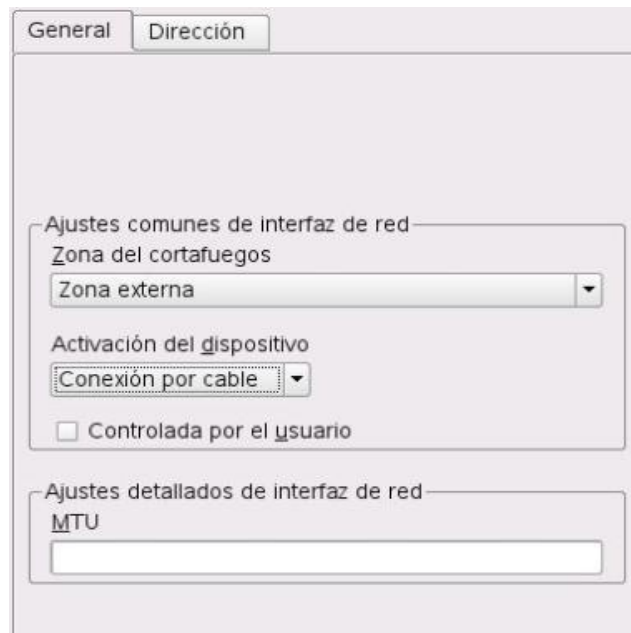 General Dirección
Ajustes comunes de interfaz de red
Zona del cortafuegos
Zona externa
Activación del dispositivo
Conexión por cable
Controlada por el usuario
Ajustes detallados de interfaz de red
MTU